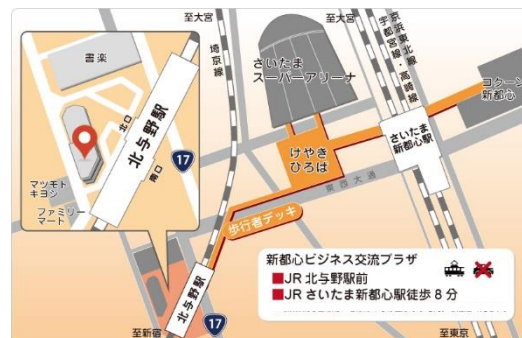 至大宮
至大宮
書楽
埼京線
さいたま
スーパーアリーナ
宇都宮線・高崎線
京浜東北線
コクーン
新都心
北口
北与野駅
南口
17
けやき
ひろば
さいたま
新都心駅
マツモト
キヨシ
ファミリー
マート
東西大通
歩行者デッキ
新都心ビジネス交流プラザ
■JR 北与野駅前
■JR さいたま新都心駅徒歩 8 分
北与野駅
17
至新宿
至東京